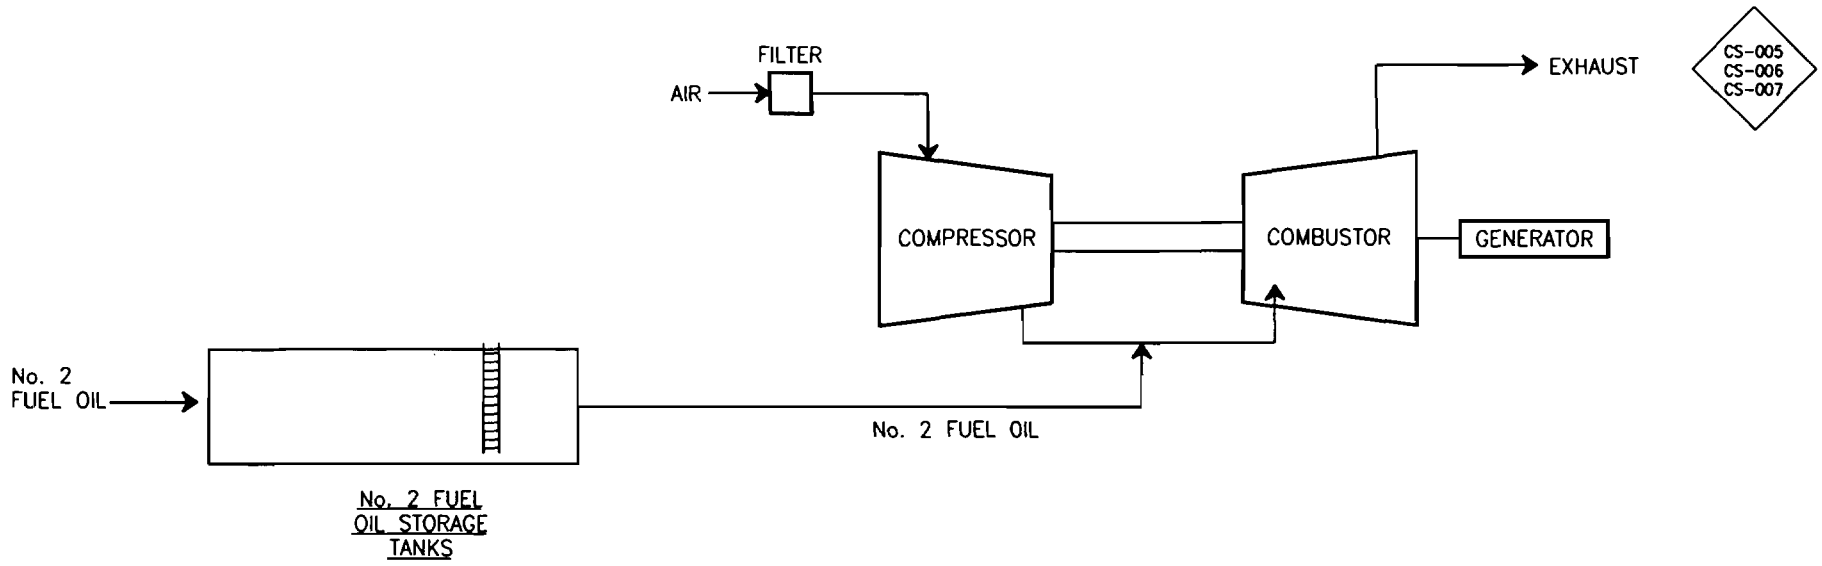 FILTER
AIR
EXHAUST
CS-005
CS-006
CS-007
COMPRESSOR
COMBUSTOR
GENERATOR
No. 2
FUEL OIL
No. 2 FUEL OIL
No. 2 FUEL
OIL STORAGE
TANKS